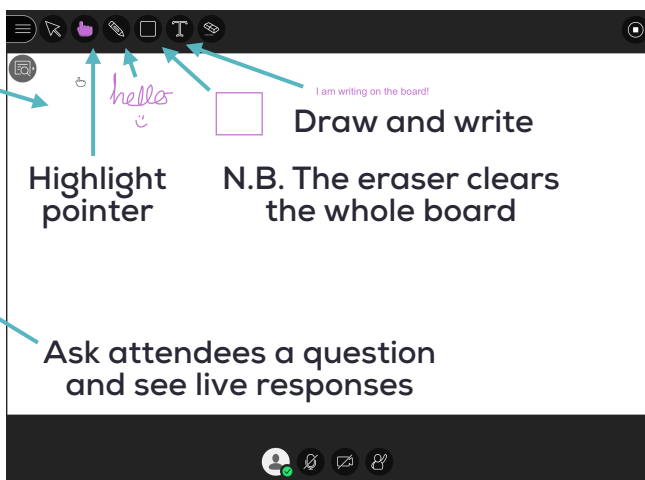 T
I am writing on the board!
hello
Draw and write
Highlight
pointer
N.B. The eraser clears
the whole board
Ask attendees a question
and see live responses